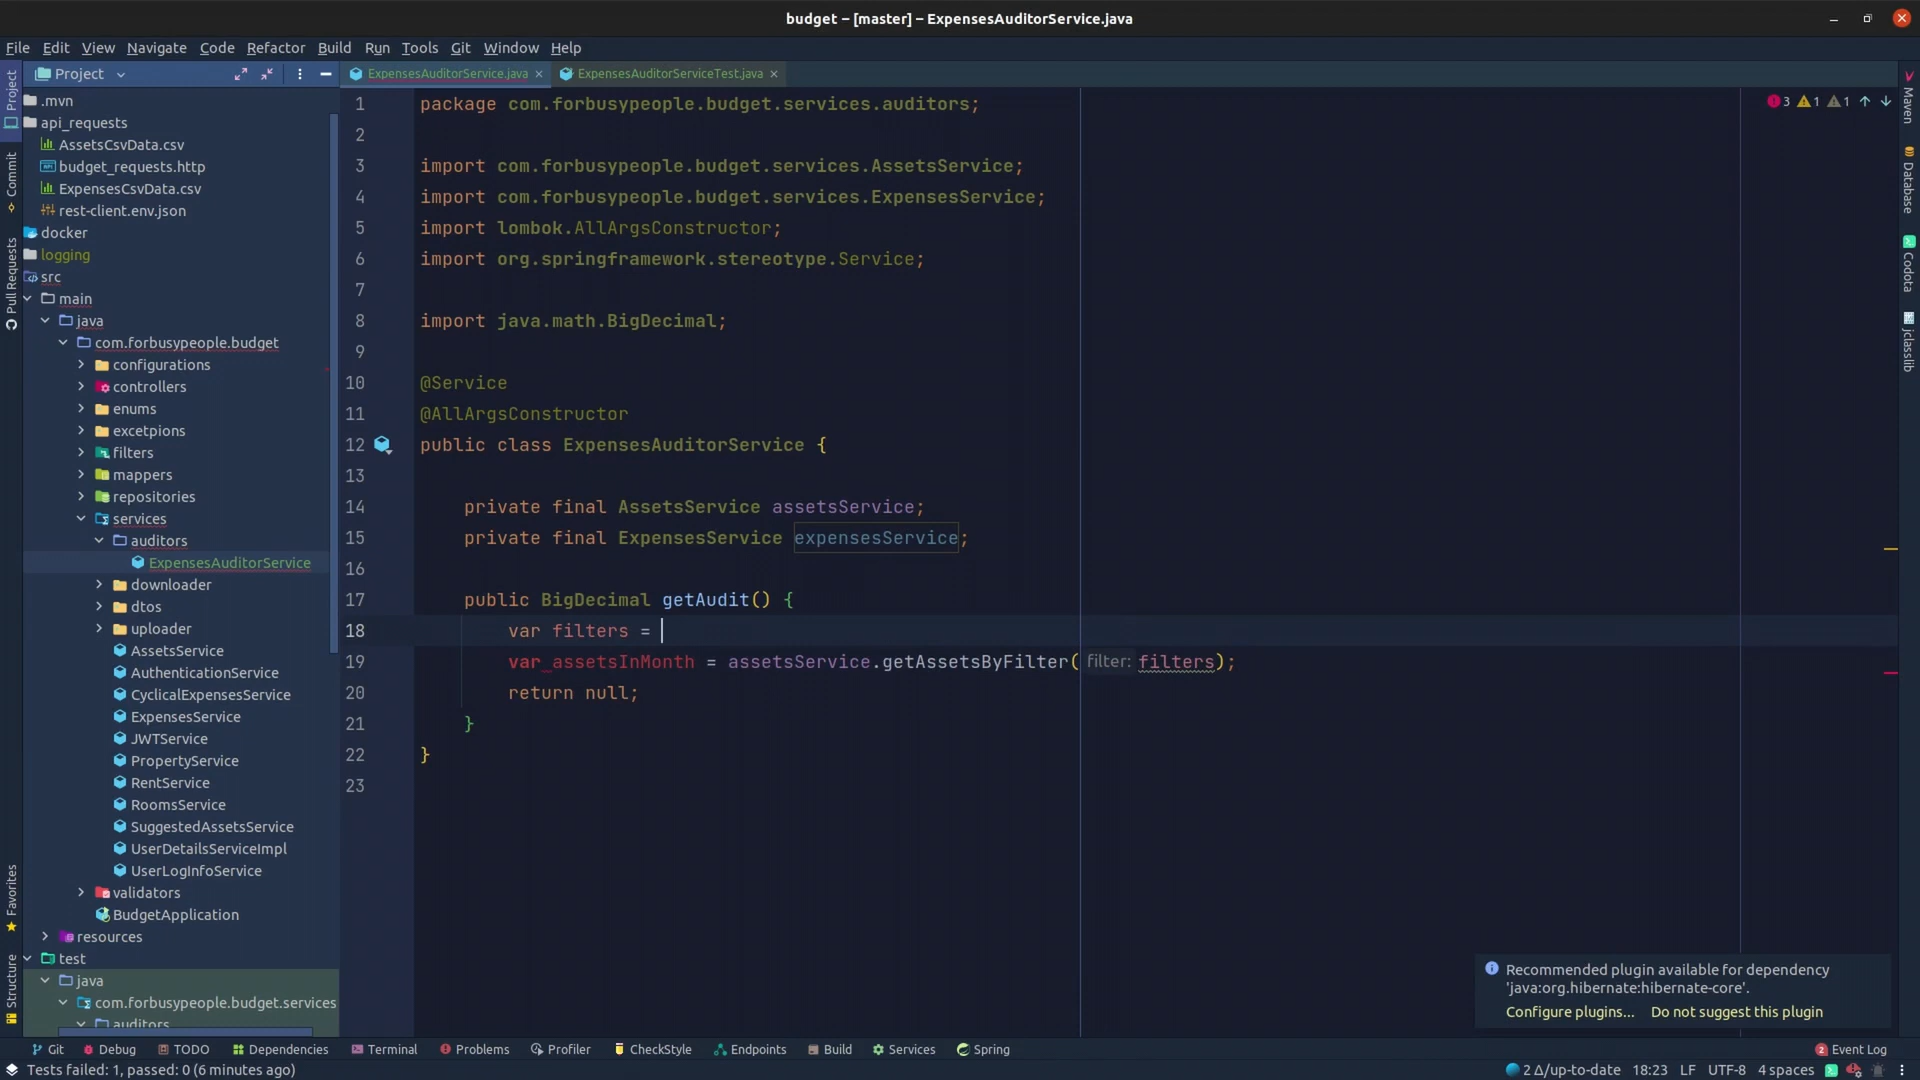 budget – [master] – ExpensesAuditorService.java
File Edit View Navigate Code Refactor Build Run Tools Git Window Help
Project
ExpensesAuditorService.java
ExpensesAuditorServiceTest.java
Project
Commit
Pull Requests
Favorites
Structure
.mvn
api_requests
AssetsCsvData.csv
budget_requests.http
ExpensesCsvData.csv
rest-client.env.json
docker
logging
src
main
java
com.forbusypeople.budget
configurations
controllers
enums
excetpions
filters
mappers
repositories
services
auditors
ExpensesAuditorService
downloader
dtos
uploader
AssetsService
AuthenticationService
CyclicalExpensesService
ExpensesService
JWTService
PropertyService
RentService
RoomsService
SuggestedAssetsService
UserDetailsServiceImpl
UserLogInfoService
validators
BudgetApplication
resources
test
java
com.forbusypeople.budget.services
auditors
1 package com.forbusypeople.budget.services.auditors;
2
3 import com.forbusypeople.budget.services.AssetsService;
4 import com.forbusypeople.budget.services.ExpensesService;
5 import lombok.AllArgsConstructor;
6 import org.springframework.stereotype.Service;
7
8 import java.math.BigDecimal;
9
10 @Service
11 @AllArgsConstructor
12 public class ExpensesAuditorService {
13
14 private final AssetsService assetsService;
15 private final ExpensesService expensesService;
16
17 public BigDecimal getAudit() {
18 var filters =
19 var assetsInMonth = assetsService.getAssetsByFilter( filter: filters);
20 return null;
21 }
22 }
23
3 1 1
Maven
Database
Codota
jclasslib
Recommended plugin available for dependency
'java:org.hibernate:hibernate-core'.
Configure plugins... Do not suggest this plugin
Git Debug TODO Dependencies Terminal Problems Profiler CheckStyle Endpoints Build Services Spring
2 Event Log
Tests failed: 1, passed: 0 (6 minutes ago)
2 Δ/up-to-date 18:23 LF UTF-8 4 spaces